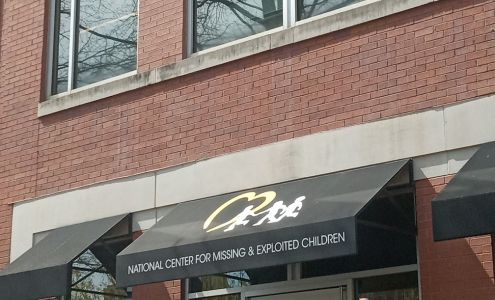 NATIONAL CENTER FOR MISSING & EXPLOITED CHILDREN